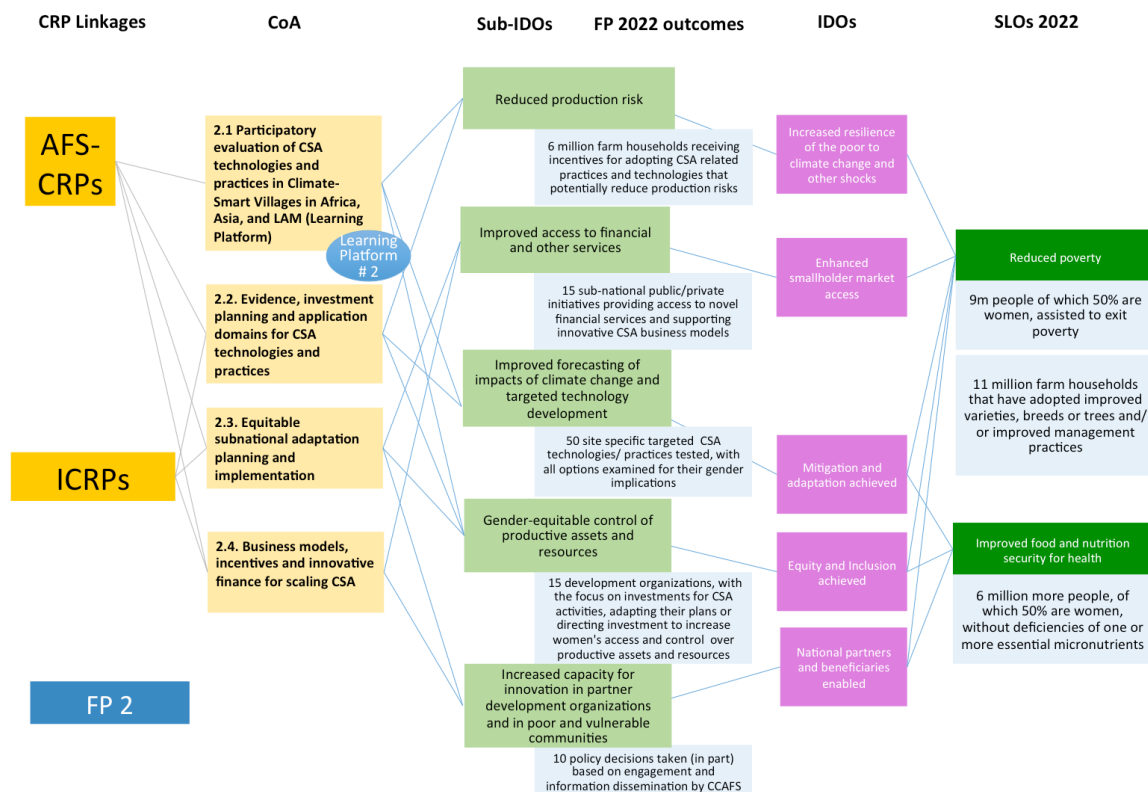 CRP Linkages
CoA
Sub-IDOs
FP 2022 outcomes
IDOs
SLOs 2022
AFS-
CRPs
ICRPs
FP 2
2.1 Participatory
evaluation of CSA
technologies and
practices in Climate-
Smart Villages in Africa,
Asia, and LAM (Learning
Platform)
Learning
Platform
# 2
2.2. Evidence, investment
planning and application
domains for CSA
technologies and
practices
2.3. Equitable
subnational adaptation
planning and
implementation
2.4. Business models,
incentives and innovative
finance for scaling CSA
Reduced production risk
6 million farm households receiving
incentives for adopting CSA related
practices and technologies that
potentially reduce production risks
Improved access to financial
and other services
15 sub-national public/private
initiatives providing access to novel
financial services and supporting
innovative CSA business models
Improved forecasting of
impacts of climate change and
targeted technology
development
50 site specific targeted CSA
technologies/ practices tested, with
all options examined for their gender
implications
Gender-equitable control of
productive assets and
resources
15 development organizations, with
the focus on investments for CSA
activities, adapting their plans or
directing investment to increase
women's access and control over
productive assets and resources
Increased capacity for
innovation in partner
development organizations
and in poor and vulnerable
communities
10 policy decisions taken (in part)
based on engagement and
information dissemination by CCAFS
Increased resilience
of the poor to
climate change and
other shocks
Enhanced
smallholder market
access
Mitigation and
adaptation achieved
Equity and Inclusion
achieved
National partners
and beneficiaries
enabled
Reduced poverty
9m people of which 50% are
women, assisted to exit
poverty
11 million farm households
that have adopted improved
varieties, breeds or trees and/
or improved management
practices
Improved food and nutrition
security for health
6 million more people, of
which 50% are women,
without deficiencies of one or
more essential micronutrients